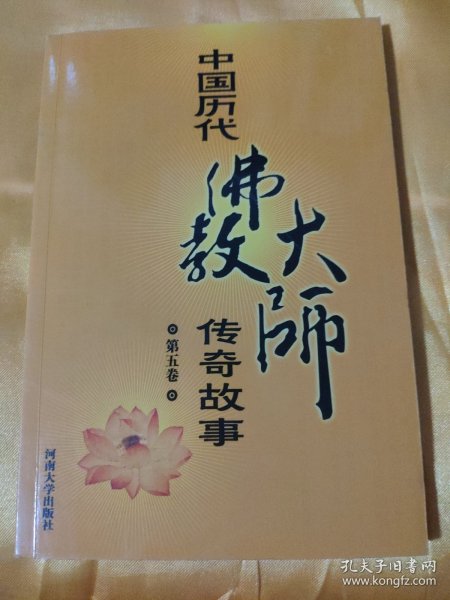 中国历代
佛教
大师
传奇故事
第五卷
河南大学出版社
孔夫子旧书网
www.kongfz.com